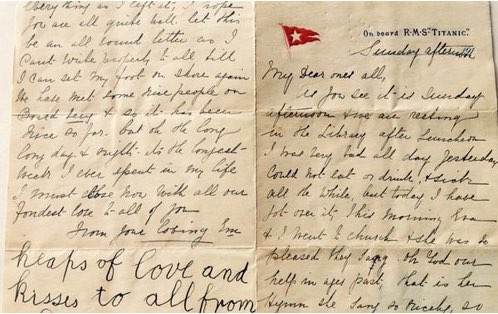 everything as I left it; I hope
you are all quite well. let this
be an all round letter as I
Cant write properly to all till
I can set my foot on shore again
We have met some nice people on
& so it has been
nice so far. but oh the long
long day & nights. its the longest
I ever spent in my life
I must close now with all our
fondest love to all of you
From your loving
heaps of love and
kisses to all from
On board R.M.S "TITANIC."
Sunday afternoon
My Dear ones all,
As you see it is Sunday
afternoon & we are resting
in the Library after Luncheon
I was very bad all day yesterday
Could not eat or drink, & sick
all the while, but today I have
got over it, This morning Eva
& I went to church & she was so
pleased they sang oh God our
help in ages past, that is her
Hymn she sang so nicely, so